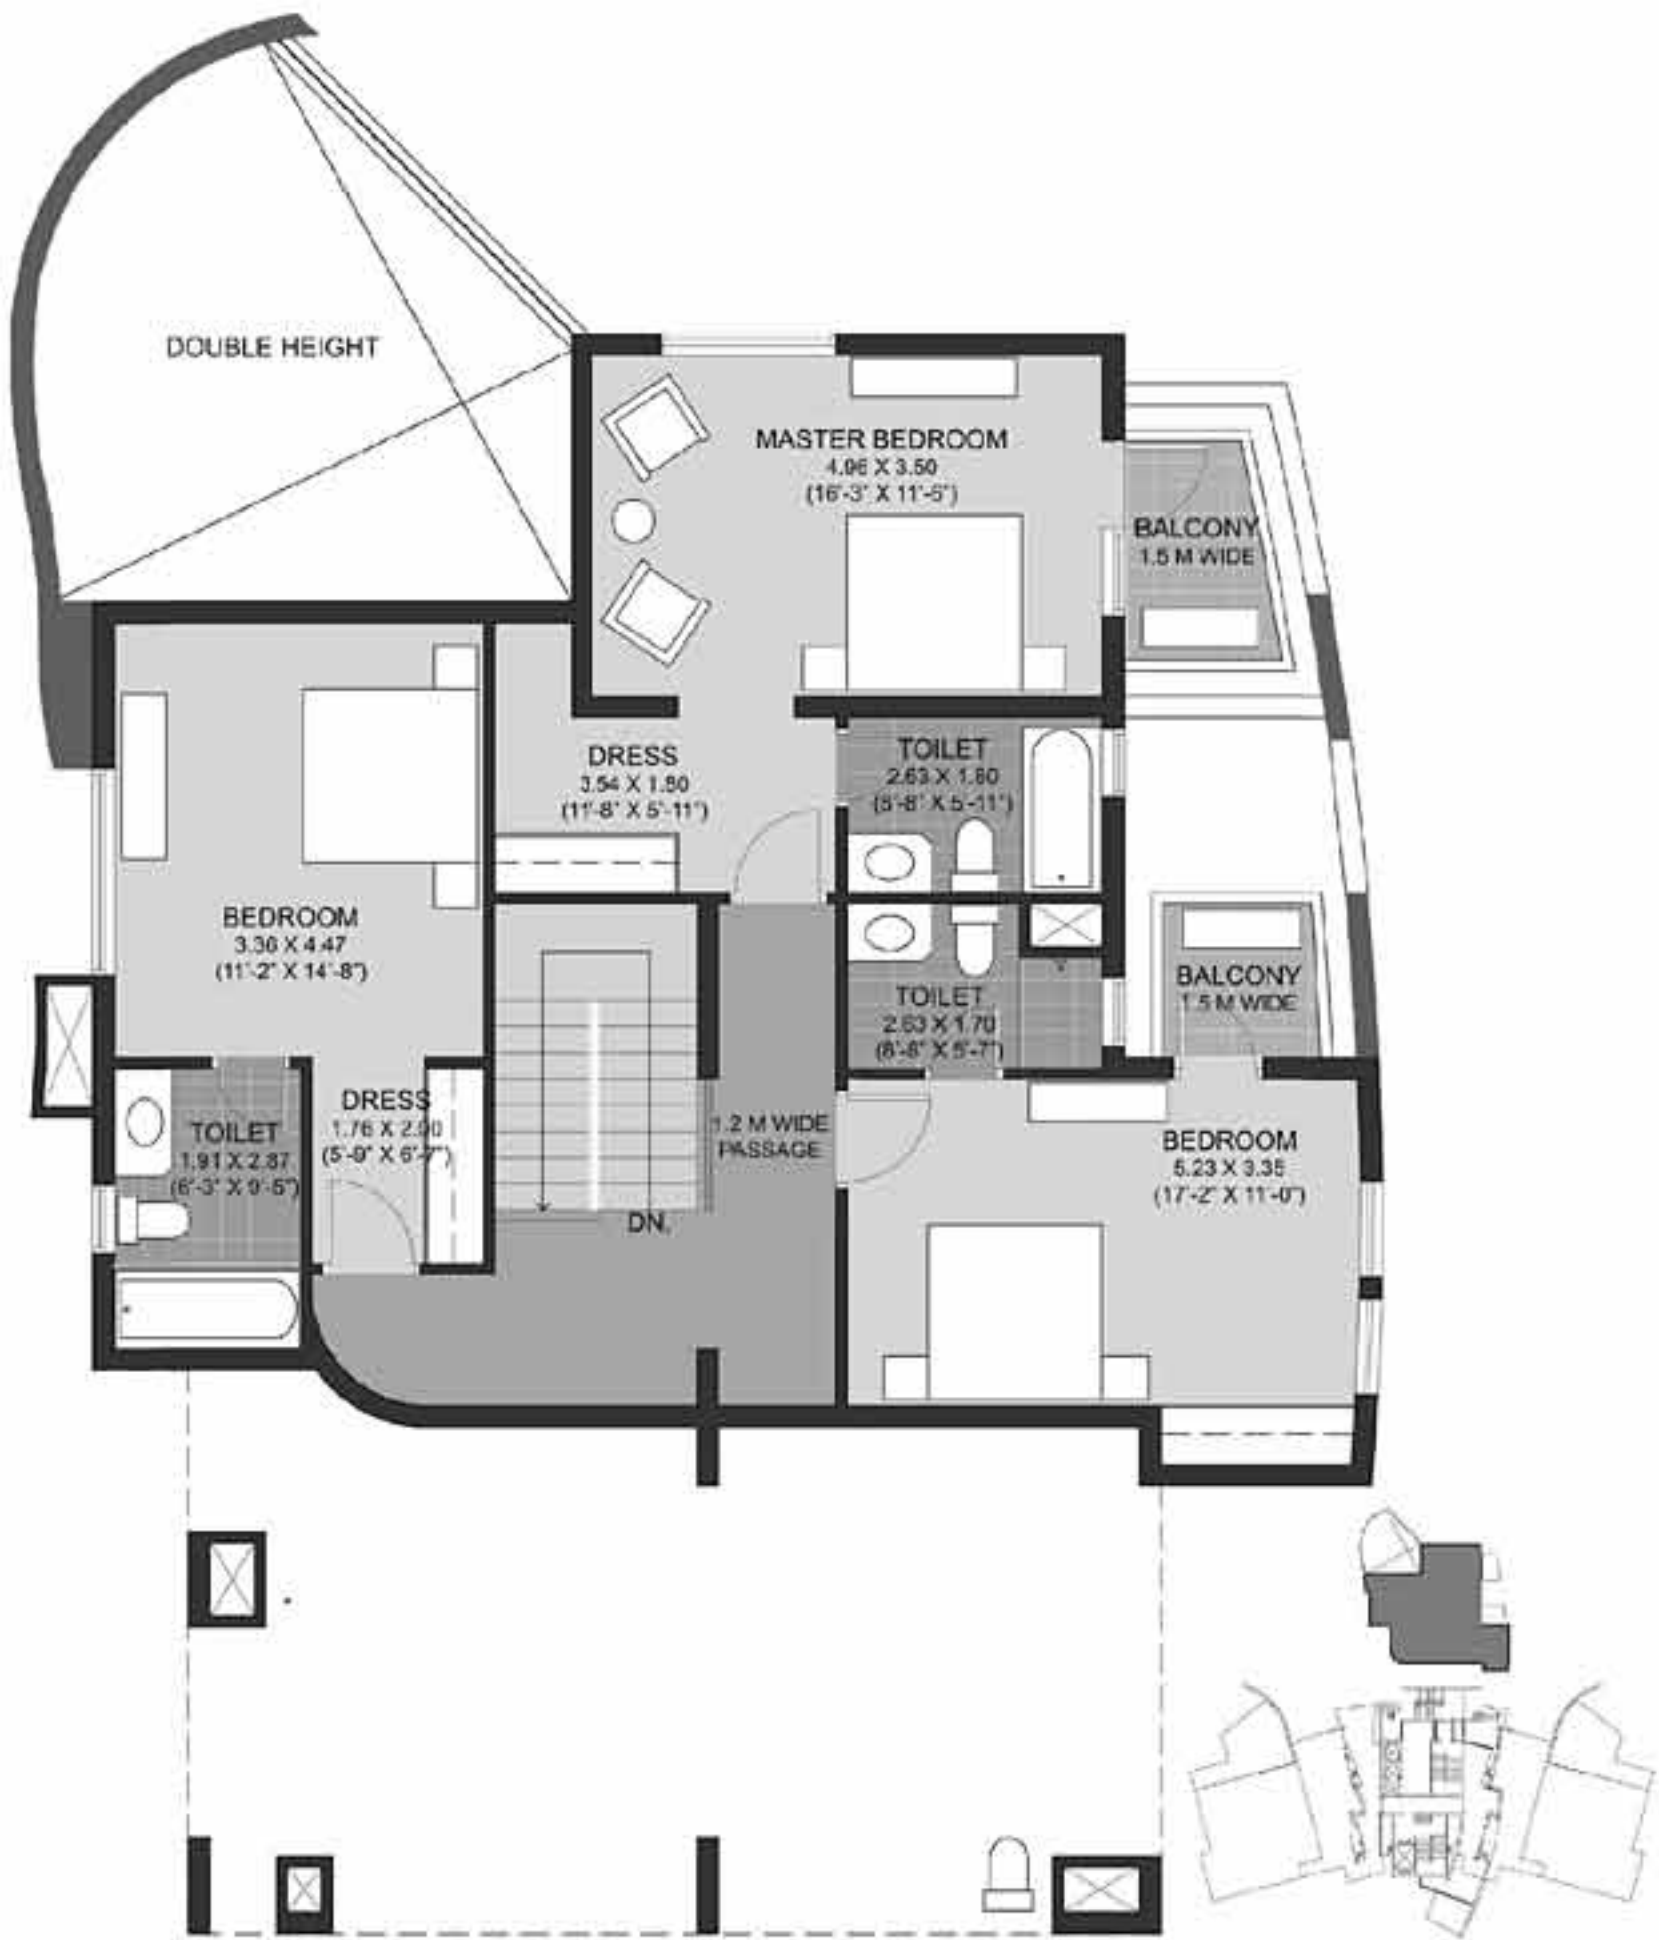 DOUBLE HEIGHT
MASTER BEDROOM
4.96 X 3.50
(16'-3" X 11'-6")
BALCONY
1.5 M WIDE
DRESS
3.54 X 1.80
(11'-8" X 5'-11")
TOILET
2.63 X 1.80
(8'-8" X 5'-11")
BEDROOM
3.36 X 4.47
(11'-2" X 14'-8")
BALCONY
1.5 M WIDE
TOILET
2.63 X 1.70
(8'-8" X 5'-7")
DRESS
1.76 X 2.00
(5'-9" X 6'-7")
TOILET
1.91 X 2.87
(6'-3" X 9'-5")
1.2 M WIDE
PASSAGE
BEDROOM
5.23 X 3.35
(17'-2" X 11'-0")
DN.